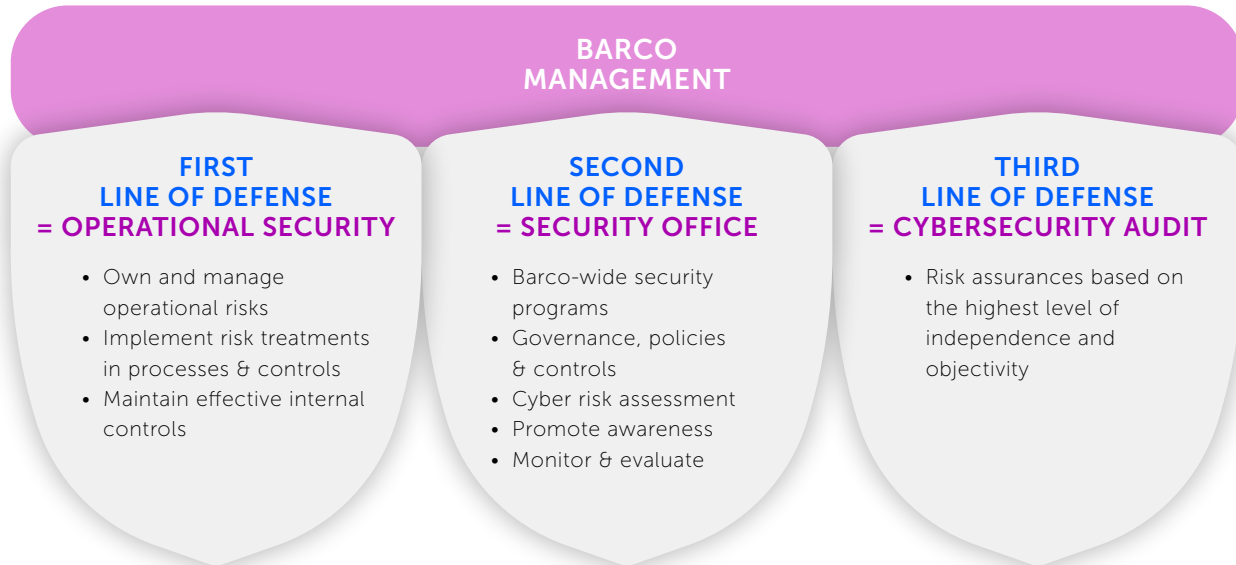 BARCO
MANAGEMENT
FIRST
LINE OF DEFENSE
= OPERATIONAL SECURITY
• Own and manage
operational risks
• Implement risk treatments
in processes & controls
• Maintain effective internal
controls
SECOND
LINE OF DEFENSE
= SECURITY OFFICE
• Barco-wide security
programs
• Governance, policies
& controls
• Cyber risk assessment
• Promote awareness
• Monitor & evaluate
THIRD
LINE OF DEFENSE
= CYBERSECURITY AUDIT
• Risk assurances based on
the highest level of
independence and
objectivity